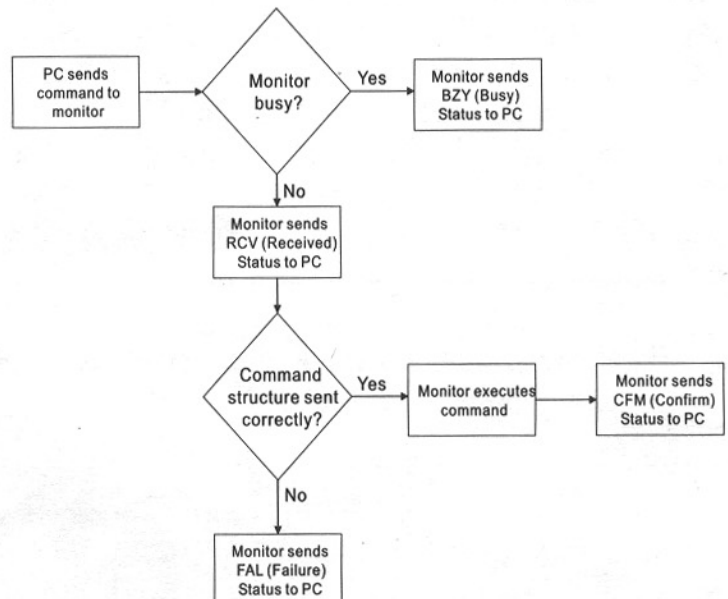 PC sends
command to
monitor
Monitor
busy?
Yes
Monitor sends
BZY (Busy)
Status to PC
No
Monitor sends
RCV (Received)
Status to PC
Command
structure sent
correctly?
Yes
Monitor executes
command
Monitor sends
CFM (Confirm)
Status to PC
No
Monitor sends
FAL (Failure)
Status to PC